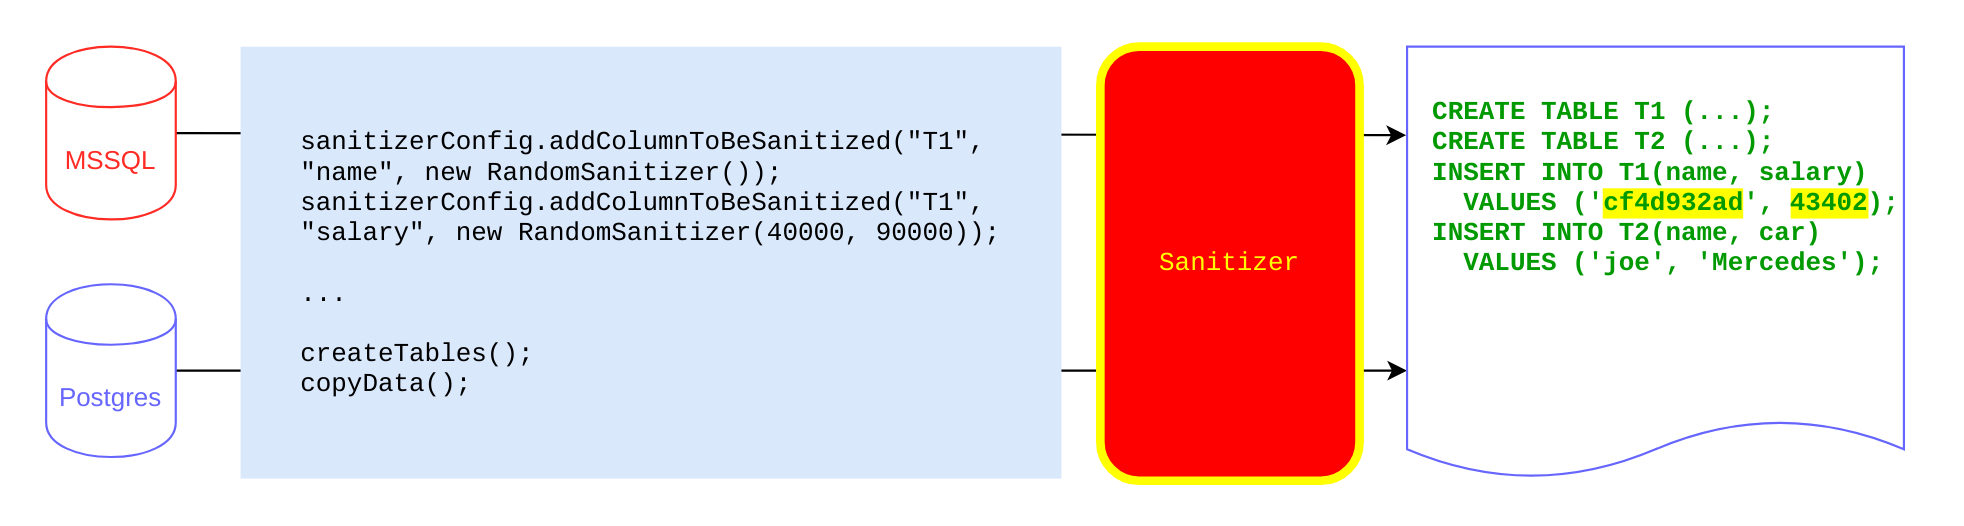 MSSQL
Postgres
sanitizerConfig.addColumnToBeSanitized("T1",
"name", new RandomSanitizer());
sanitizerConfig.addColumnToBeSanitized("T1",
"salary", new RandomSanitizer(40000, 90000));
...
createTables();
copyData();
Sanitizer
CREATE TABLE T1 (...);
CREATE TABLE T2 (...);
INSERT INTO T1(name, salary)
  VALUES ('cf4d932ad', 43402);
INSERT INTO T2(name, car)
  VALUES ('joe', 'Mercedes');